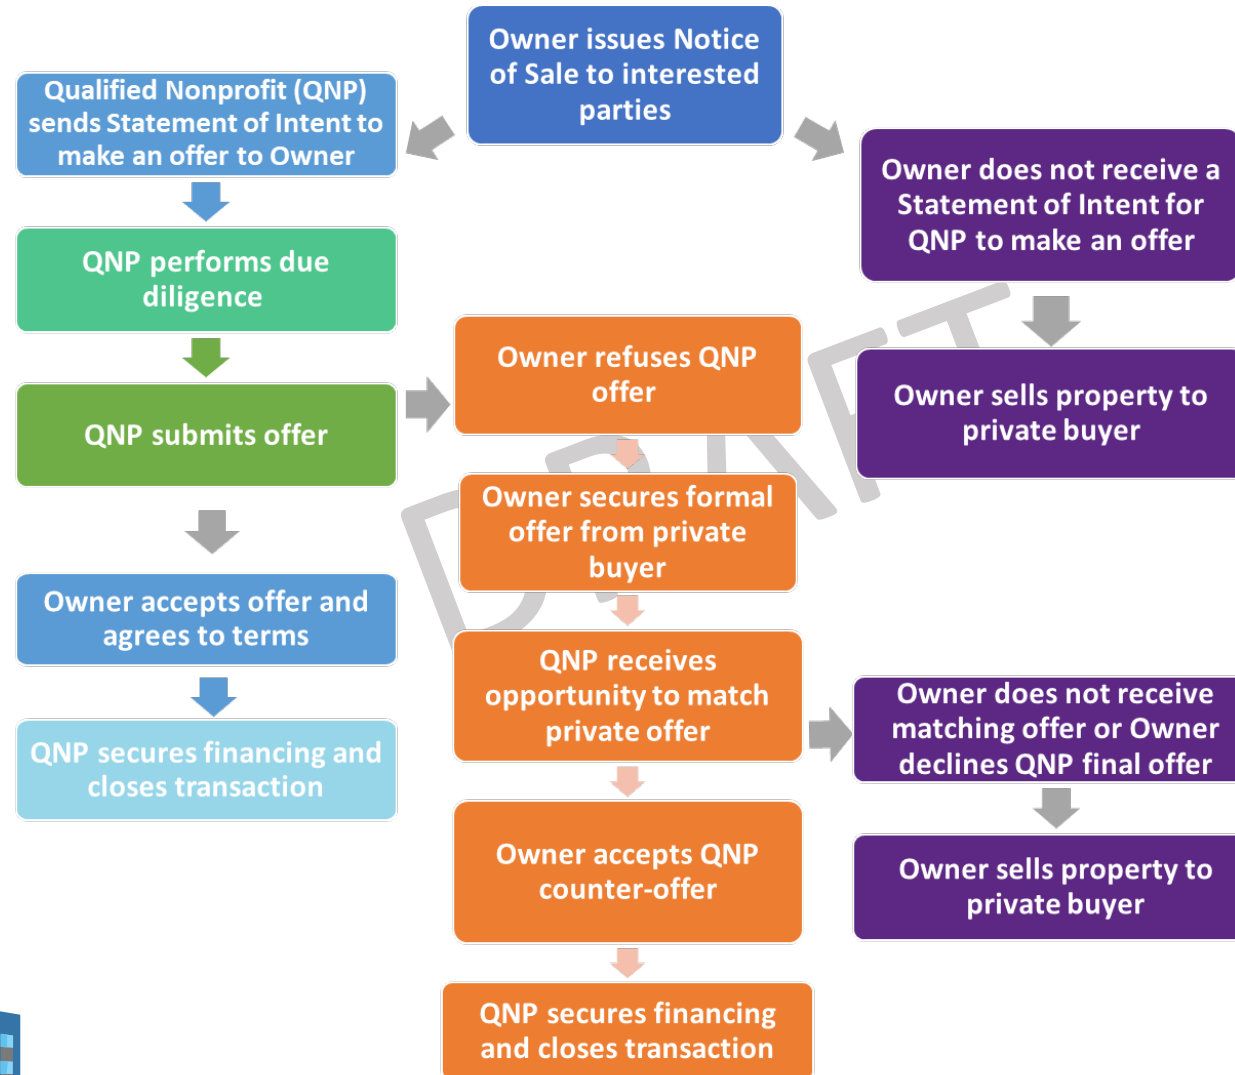 Owner issues Notice
of Sale to interested
parties
Qualified Nonprofit (QNP)
sends Statement of Intent to
make an offer to Owner
QNP performs due
diligence
QNP submits offer
Owner accepts offer and
agrees to terms
QNP secures financing and
closes transaction
Owner refuses QNP
offer
Owner secures formal
offer from private
buyer
QNP receives
opportunity to match
private offer
Owner accepts QNP
counter-offer
QNP secures financing
and closes transaction
Owner does not receive a
Statement of Intent for
QNP to make an offer
Owner sells property to
private buyer
Owner does not receive
matching offer or Owner
declines QNP final offer
Owner sells property to
private buyer
DRAFT